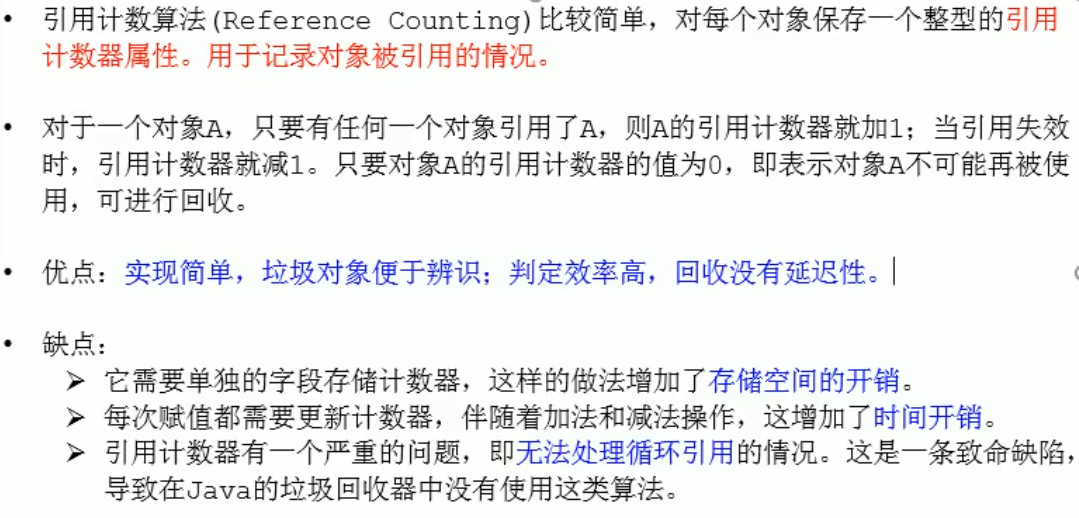 • 引用计数算法(Reference Counting)比较简单，对每个对象保存一个整型的引用
计数器属性。用于记录对象被引用的情况。
• 对于一个对象A，只要有任何一个对象引用了A，则A的引用计数器就加1；当引用失效
时，引用计数器就减1。只要对象A的引用计数器的值为0，即表示对象A不可能再被使
用，可进行回收。
• 优点：实现简单，垃圾对象便于辨识；判定效率高，回收没有延迟性。
• 缺点：
➢ 它需要单独的字段存储计数器，这样的做法增加了存储空间的开销。
➢ 每次赋值都需要更新计数器，伴随着加法和减法操作，这增加了时间开销。
➢ 引用计数器有一个严重的问题，即无法处理循环引用的情况。这是一条致命缺陷，
导致在Java的垃圾回收器中没有使用这类算法。